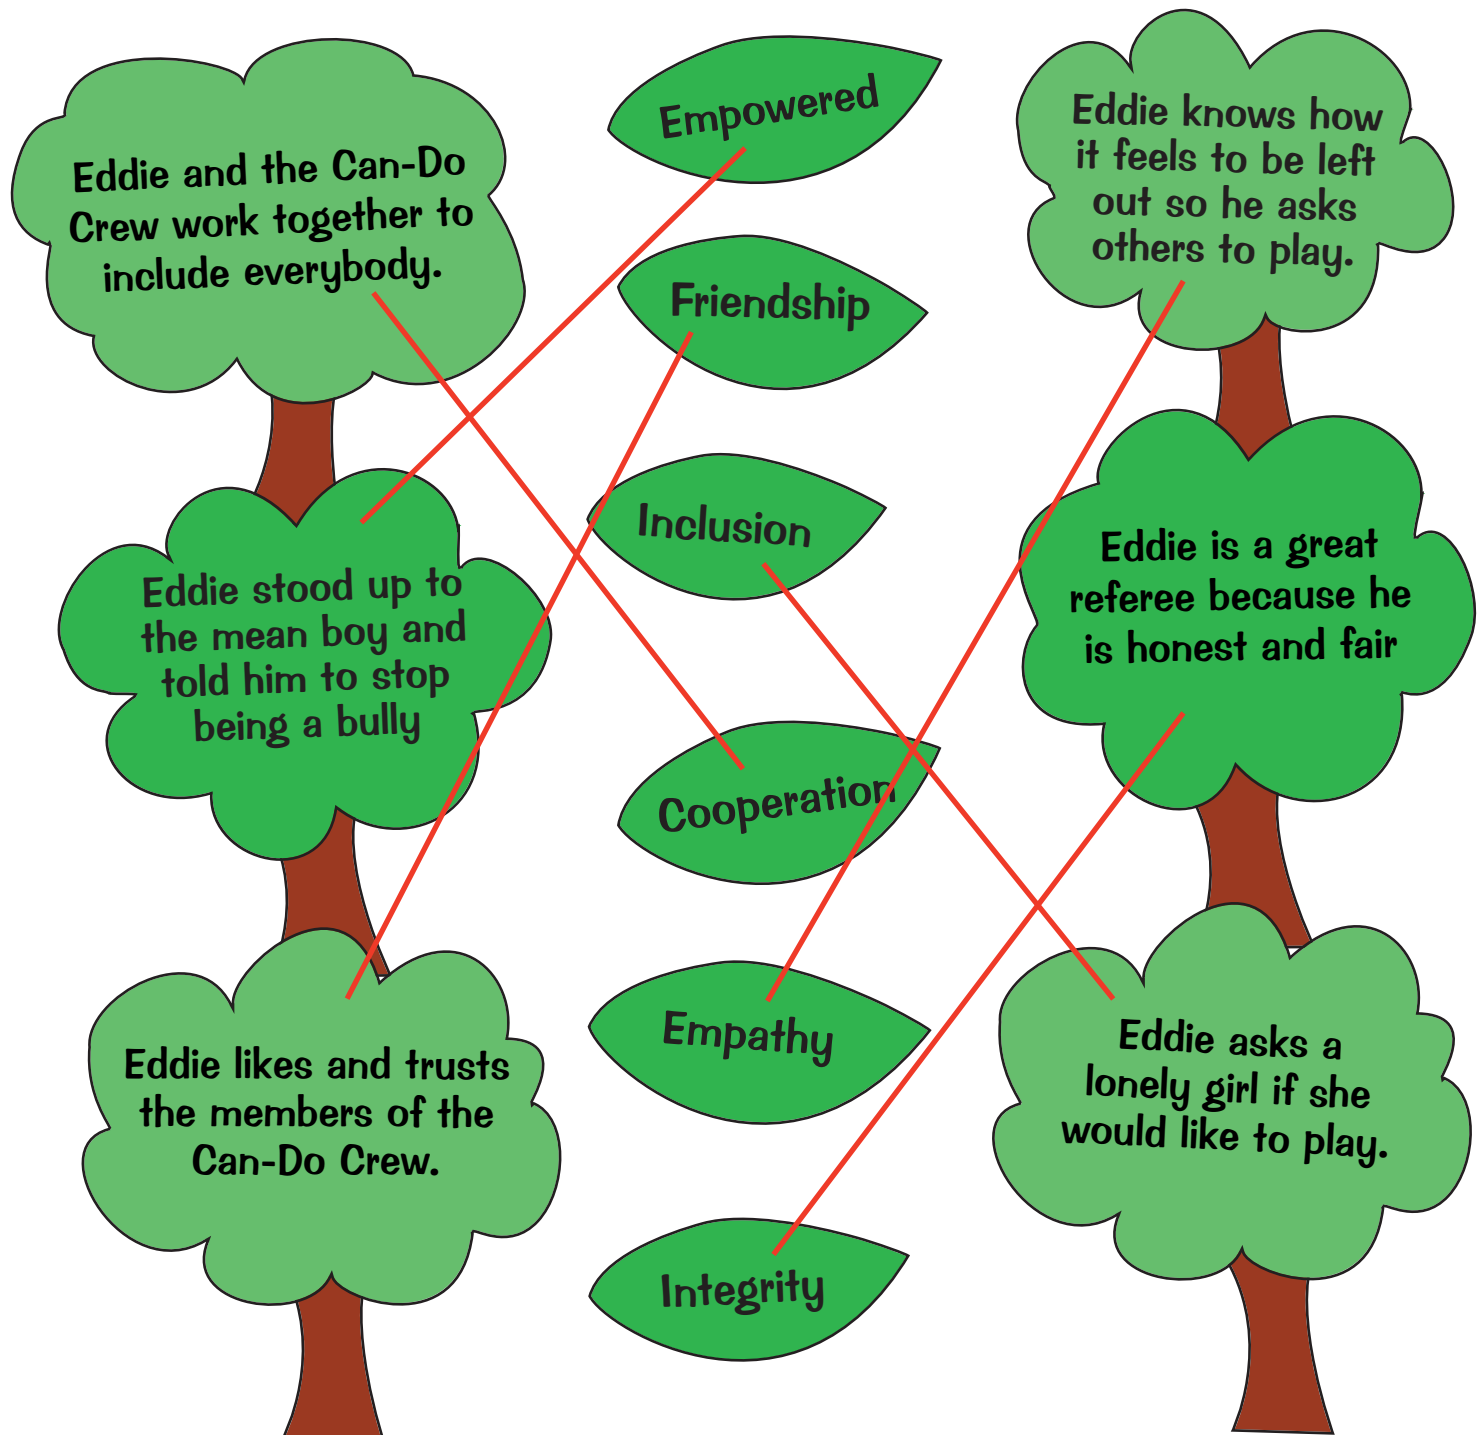 Eddie and the Can-Do
Crew work together to
include everybody.
Eddie stood up to
the mean boy and
told him to stop
being a bully
Eddie likes and trusts
the members of the
Can-Do Crew.
Empowered
Friendship
Inclusion
Cooperation
Empathy
Integrity
Eddie knows how
it feels to be left
out so he asks
others to play.
Eddie is a great
referee because he
is honest and fair
Eddie asks a
lonely girl if she
would like to play.